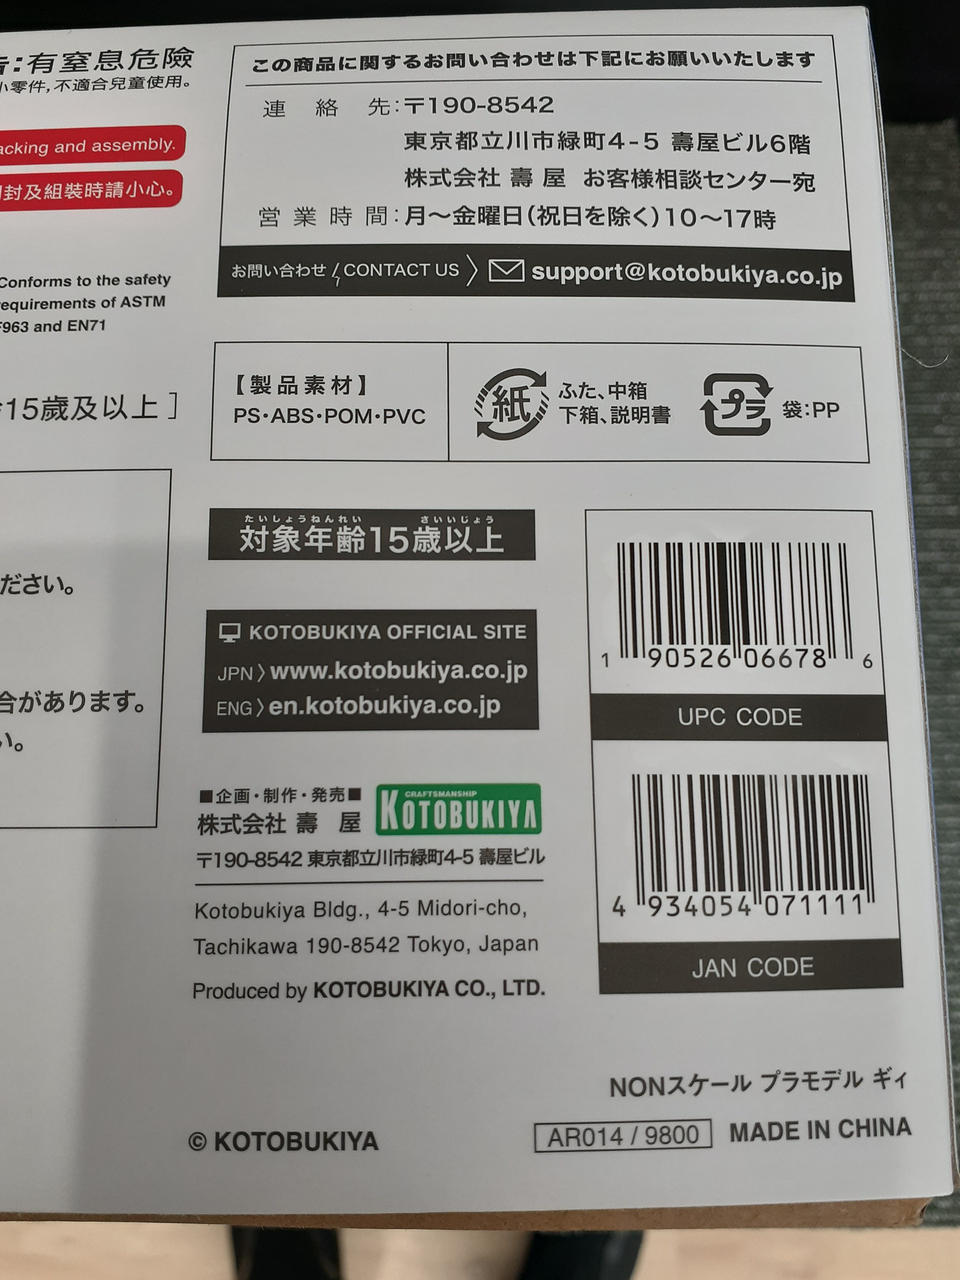 告:有窒息危險
小零件,不適合兒童使用。
acking and assembly.
封及組裝時請小心。
Conforms to the safety
requirements of ASTM
F963 and EN71
15歳及以上 ]
ださい。
合があります。
い。
この商品に関するお問い合わせは下記にお願いいたします
連絡先:〒190-8542
東京都立川市緑町4-5 壽屋ビル6階
株式会社 壽屋 お客様相談センター宛
営業時間:月〜金曜日(祝日を除く)10〜17時
お問い合わせ / CONTACT US 〉 support@kotobukiya.co.jp
【製品素材】
PS・ABS・POM・PVC
紙
ふた、中箱
下箱、説明書
プラ
袋:PP
たいしょうねんれい さいいじょう
対象年齢15歳以上
KOTOBUKIYA OFFICIAL SITE
JPN 〉www.kotobukiya.co.jp
ENG 〉en.kotobukiya.co.jp
■企画・制作・発売■
株式会社 壽 屋
CRAFTSMANSHIP
KOTOBUKIYA
〒190-8542 東京都立川市緑町4-5 壽屋ビル
Kotobukiya Bldg., 4-5 Midori-cho,
Tachikawa 190-8542 Tokyo, Japan
Produced by KOTOBUKIYA CO., LTD.
1 90526 06678 6
UPC CODE
4 934054 071111
JAN CODE
NONスケール プラモデル ギィ
© KOTOBUKIYA
AR014 / 9800
MADE IN CHINA